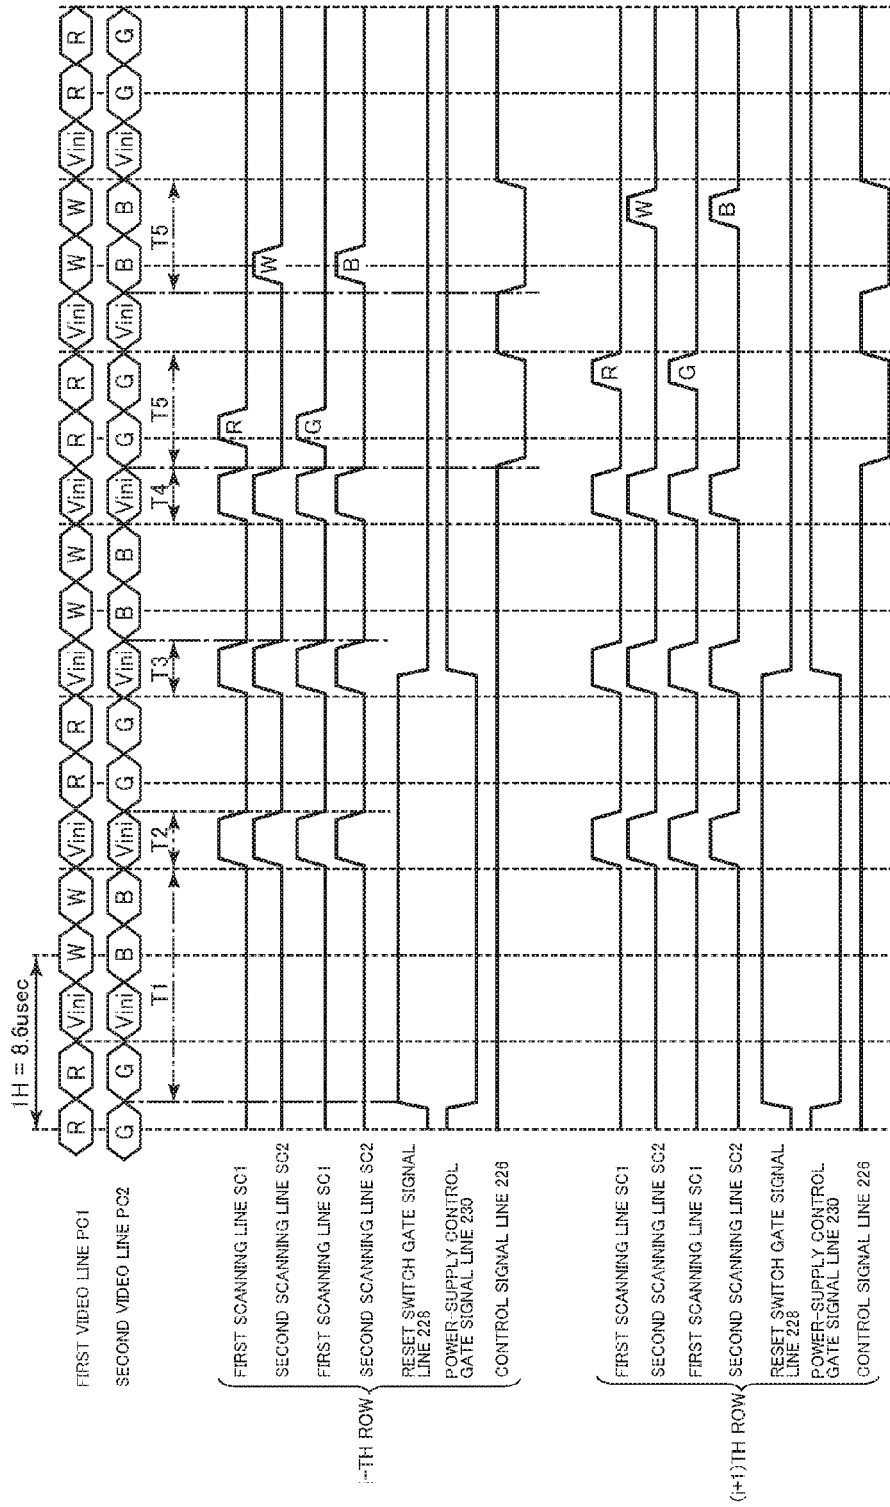 1H = 8.6usec
FIRST VIDEO LINE PC1 R R Vini W W Vini R R Vini W W Vini R R Vini W W Vini R R
SECOND VIDEO LINE PC2 G G Vini B B Vini G G Vini B B Vini G G Vini B B Vini G G
T1 T2 T3 T4 T5 T5
i-TH ROW
FIRST SCANNING LINE SC1 R
SECOND SCANNING LINE SC2 W
FIRST SCANNING LINE SC1 G
SECOND SCANNING LINE SC2 B
RESET SWITCH GATE SIGNAL
LINE 228
POWER-SUPPLY CONTROL
GATE SIGNAL LINE 230
CONTROL SIGNAL LINE 226
(i+1)TH ROW
FIRST SCANNING LINE SC1 R
SECOND SCANNING LINE SC2 W
FIRST SCANNING LINE SC1 G
SECOND SCANNING LINE SC2 B
RESET SWITCH GATE SIGNAL
LINE 228
POWER-SUPPLY CONTROL
GATE SIGNAL LINE 230
CONTROL SIGNAL LINE 226